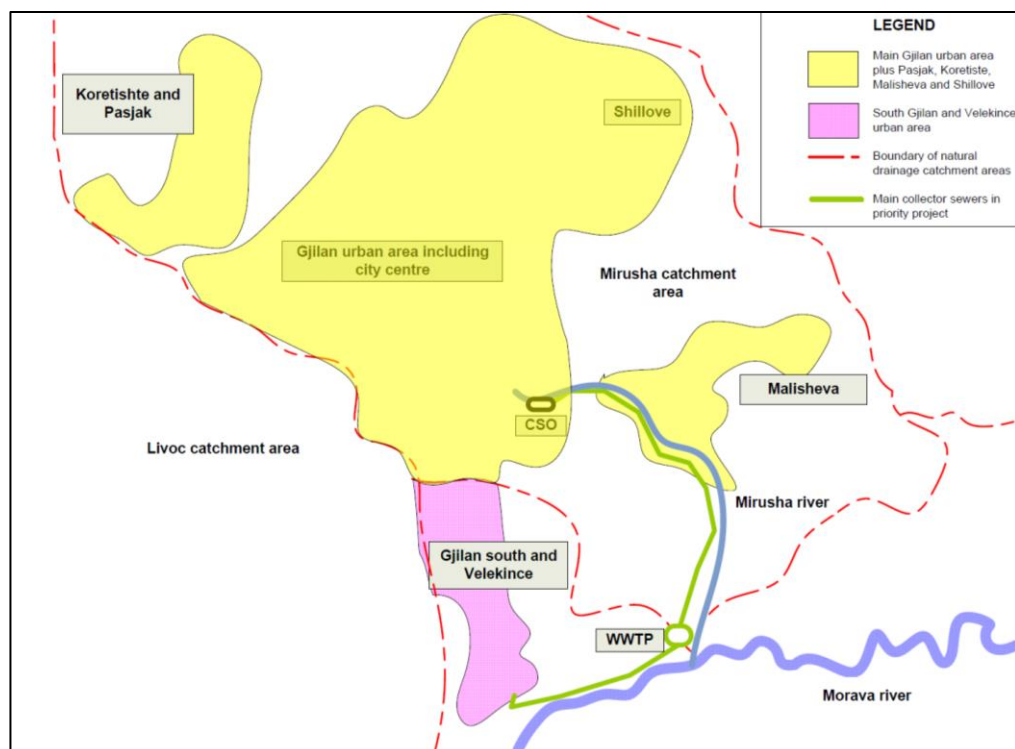 LEGEND
Main Gjilan urban area
plus Pasjak, Koretiste,
Malisheva and Shillove
South Gjilan and Velekince
urban area
Boundary of natural
drainage catchment areas
Main collector sewers in
priority project
Koretishte and
Pasjak
Shillove
Gjilan urban area including
city centre
Mirusha catchment
area
Malisheva
CSO
Livoc catchment area
Mirusha river
Gjilan south and
Velekince
WWTP
Morava river